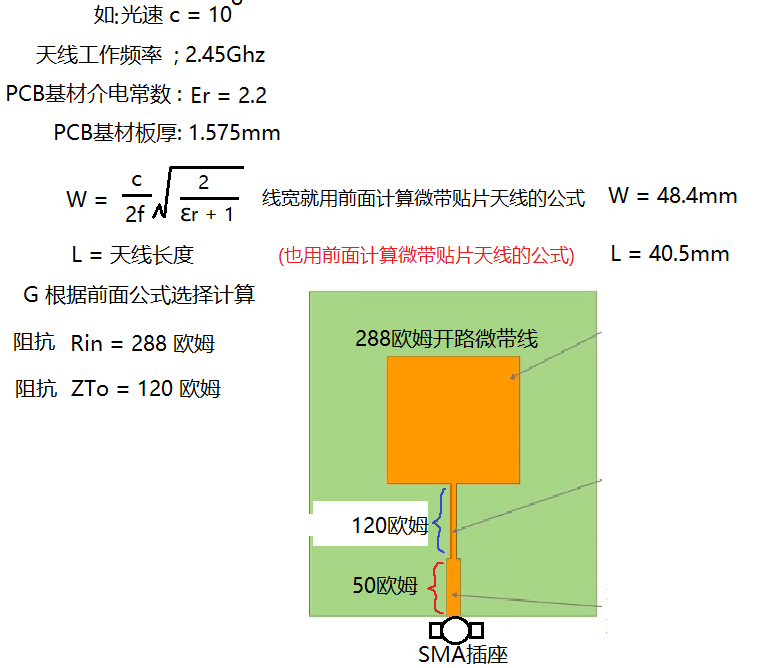 如:光速 c = 10⁸
天线工作频率 ; 2.45Ghz
PCB基材介电常数 : Er = 2.2
PCB基材板厚: 1.575mm
W = c/2f √ 2/(Ɛr + 1) 线宽就用前面计算微带贴片天线的公式 W = 48.4mm
L = 天线长度 (也用前面计算微带贴片天线的公式) L = 40.5mm
G 根据前面公式选择计算
阻抗 Rin = 288 欧姆
288欧姆开路微带线
阻抗 ZTo = 120 欧姆
120欧姆
50欧姆
SMA插座